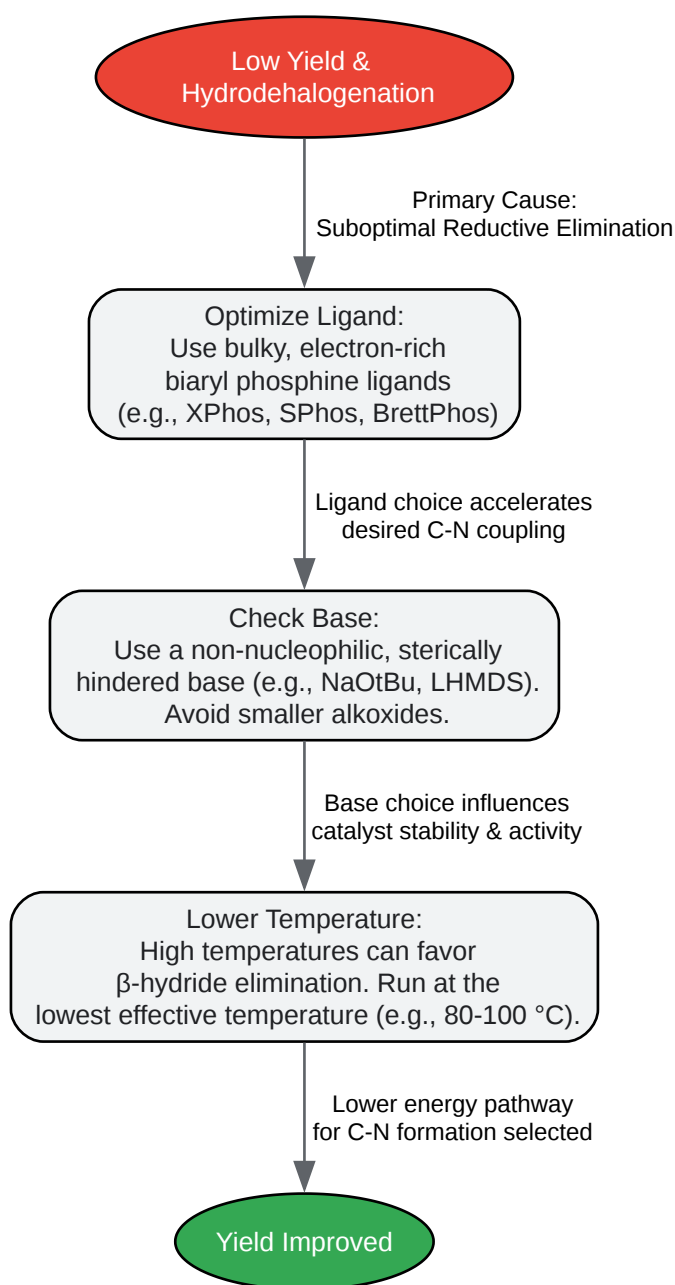 Low Yield &
Hydrodehalogenation
Primary Cause:
Suboptimal Reductive Elimination
Optimize Ligand:
Use bulky, electron-rich
biaryl phosphine ligands
(e.g., XPhos, SPhos, BrettPhos)
Ligand choice accelerates
desired C-N coupling
Check Base:
Use a non-nucleophilic, sterically
hindered base (e.g., NaOtBu, LHMDS).
Avoid smaller alkoxides.
Base choice influences
catalyst stability & activity
Lower Temperature:
High temperatures can favor
β-hydride elimination. Run at the
lowest effective temperature (e.g., 80-100 °C).
Lower energy pathway
for C-N formation selected
Yield Improved